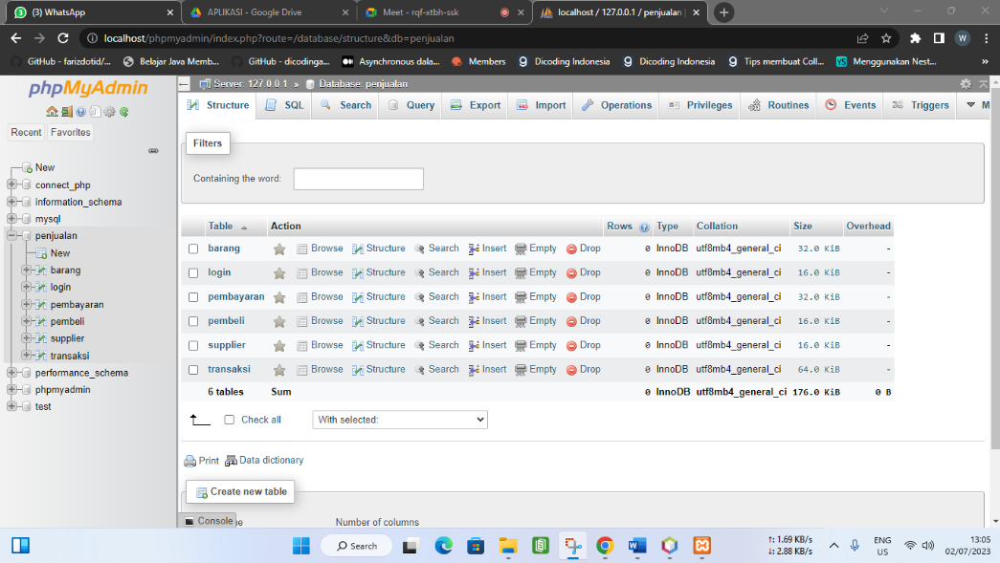 (3) WhatsApp
APLIKASI - Google Drive
Meet - rqf-xtbh-ssk
localhost / 127.0.0.1 / penjualan
localhost/phpmyadmin/index.php?route=/database/structure&db=penjualan
W
GitHub - farizdotid/...
Belajar Java Memb...
GitHub - dicodinga...
Asynchronous dala...
Members
Dicoding Indonesia
Dicoding Indonesia
Tips membuat Coll...
Menggunakan Nest...
»
phpMyAdmin
Recent
Favorites
New
connect_php
information_schema
mysql
penjualan
New
barang
login
pembayaran
pembeli
supplier
transaksi
performance_schema
phpmyadmin
test
Server: 127.0.0.1 » Database: penjualan
Structure
SQL
Search
Query
Export
Import
Operations
Privileges
Routines
Events
Triggers
M
Filters
Containing the word:
Table Action Rows Type Collation Size Overhead
barang Browse Structure Search Insert Empty Drop 0 InnoDB utf8mb4_general_ci 32.0 KiB -
login Browse Structure Search Insert Empty Drop 0 InnoDB utf8mb4_general_ci 16.0 KiB -
pembayaran Browse Structure Search Insert Empty Drop 0 InnoDB utf8mb4_general_ci 32.0 KiB -
pembeli Browse Structure Search Insert Empty Drop 0 InnoDB utf8mb4_general_ci 16.0 KiB -
supplier Browse Structure Search Insert Empty Drop 0 InnoDB utf8mb4_general_ci 16.0 KiB -
transaksi Browse Structure Search Insert Empty Drop 0 InnoDB utf8mb4_general_ci 64.0 KiB -
6 tables Sum 0 InnoDB utf8mb4_general_ci 176.0 KiB 0 B
Check all
With selected:
Print
Data dictionary
Create new table
Console
Number of columns
Search
↑: 1.69 KB/s
↓: 2.88 KB/s
ENG
US
13:05
02/07/2023